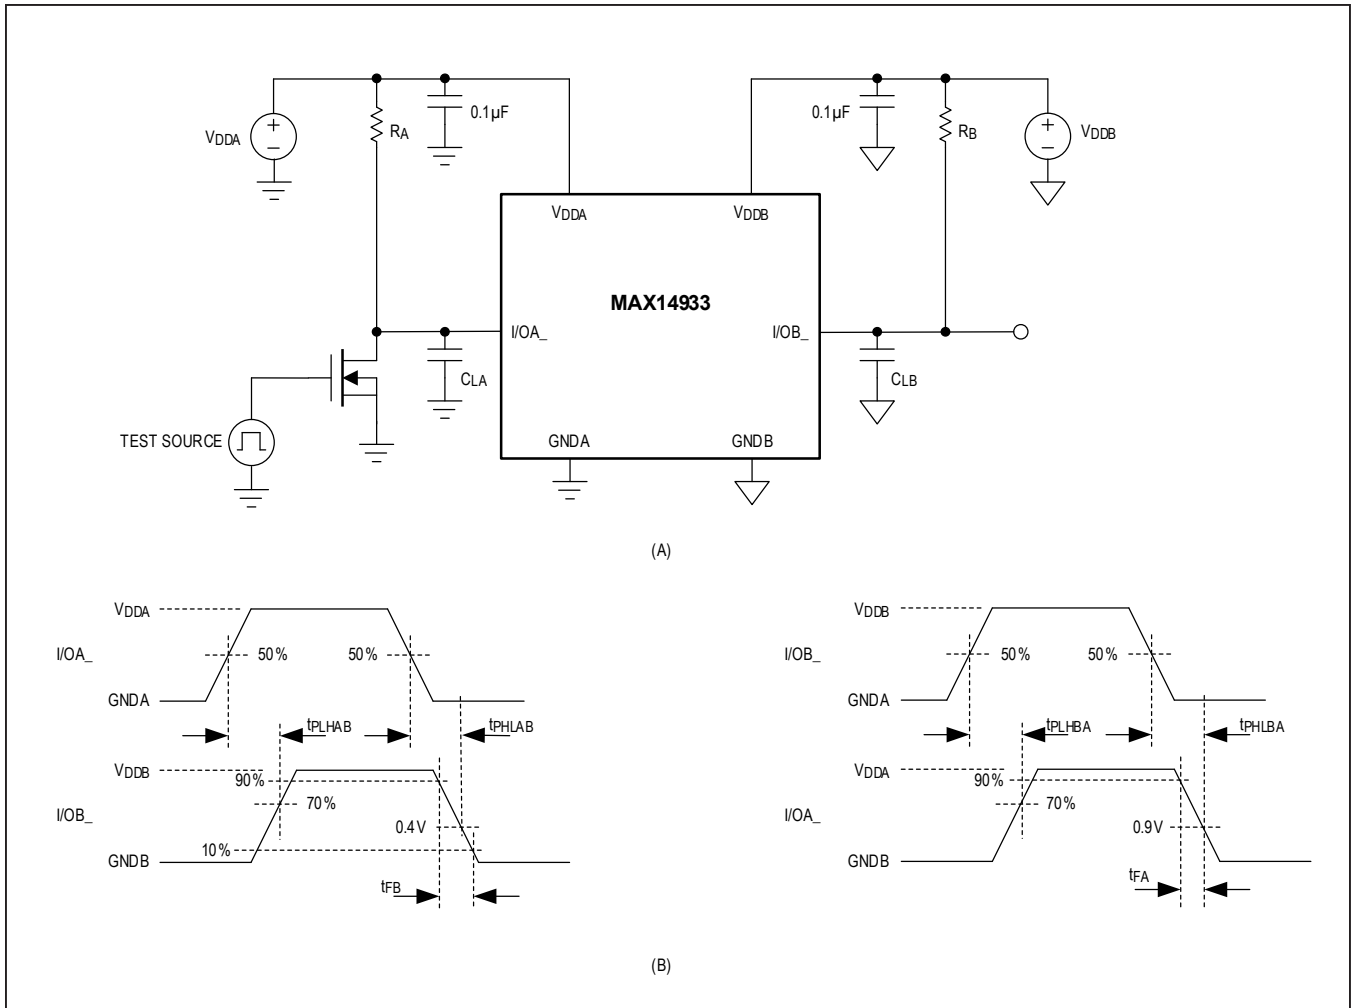 0.1µF
0.1µF
VDDA
RA
RB
VDDB
VDDA
VDDB
MAX14933
I/OA_
I/OB_
CLA
CLB
TEST SOURCE
GNDA
GNDB
(A)
VDDA
I/OA_
50%
50%
GNDA
tPLHAB
tPHLAB
VDDB
90%
I/OB_
70%
0.4V
10%
GNDB
tFB
VDDB
I/OB_
50%
50%
GNDA
tPLHBA
tPHLBA
VDDA
90%
I/OA_
70%
0.9V
GNDB
tFA
(B)